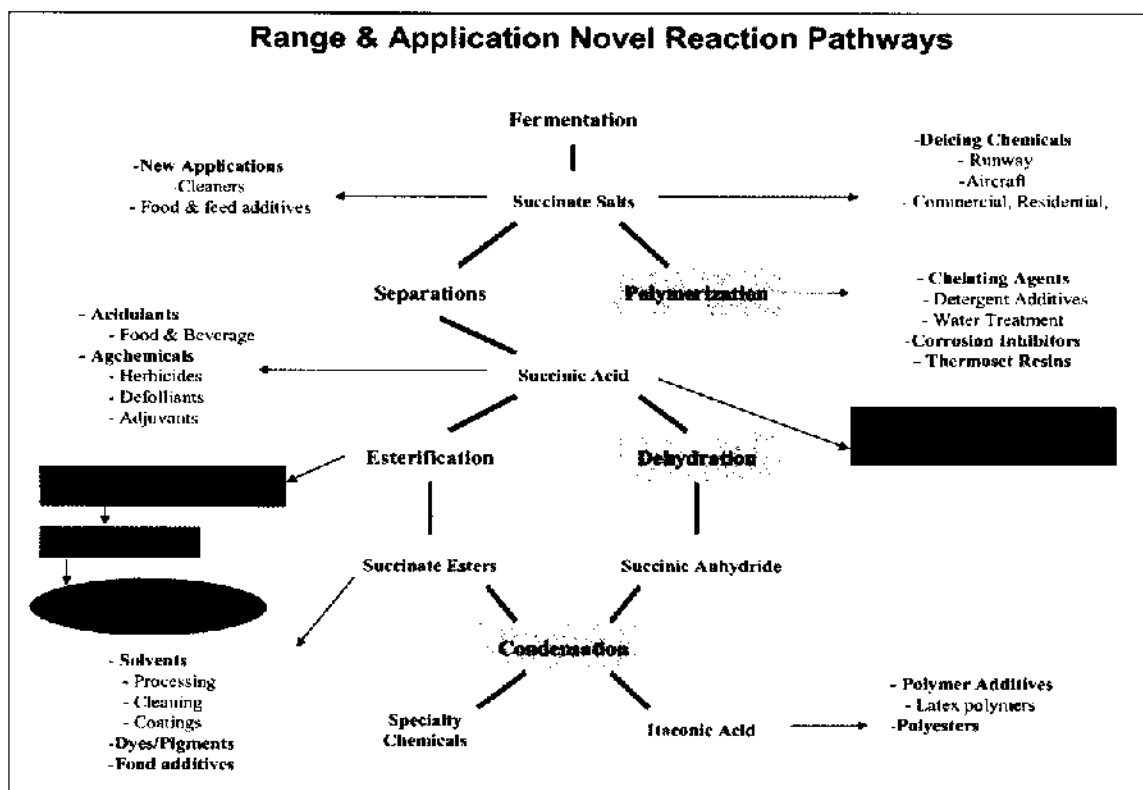 Range & Application Novel Reaction Pathways
Fermentation
-New Applications
-Cleaners
- Food & feed additives
Succinate Salts
-Deicing Chemicals
- Runway
-Aircraft
- Commercial, Residential,
Separations
Polymerization
- Chelating Agents
- Detergent Additives
- Water Treatment
-Corrosion Inhibitors
- Thermoset Resins
- Acidulants
- Food & Beverage
- Agchemicals
- Herbicides
- Defoliants
- Adjuvants
Succinic Acid
Esterification
Dehydration
Succinate Esters
Succinic Anhydride
Condensation
- Solvents
- Processing
- Cleaning
- Coatings
-Dyes/Pigments
-Food additives
Specialty
Chemicals
Itaconic Acid
- Polymer Additives
- Latex polymers
-Polyesters